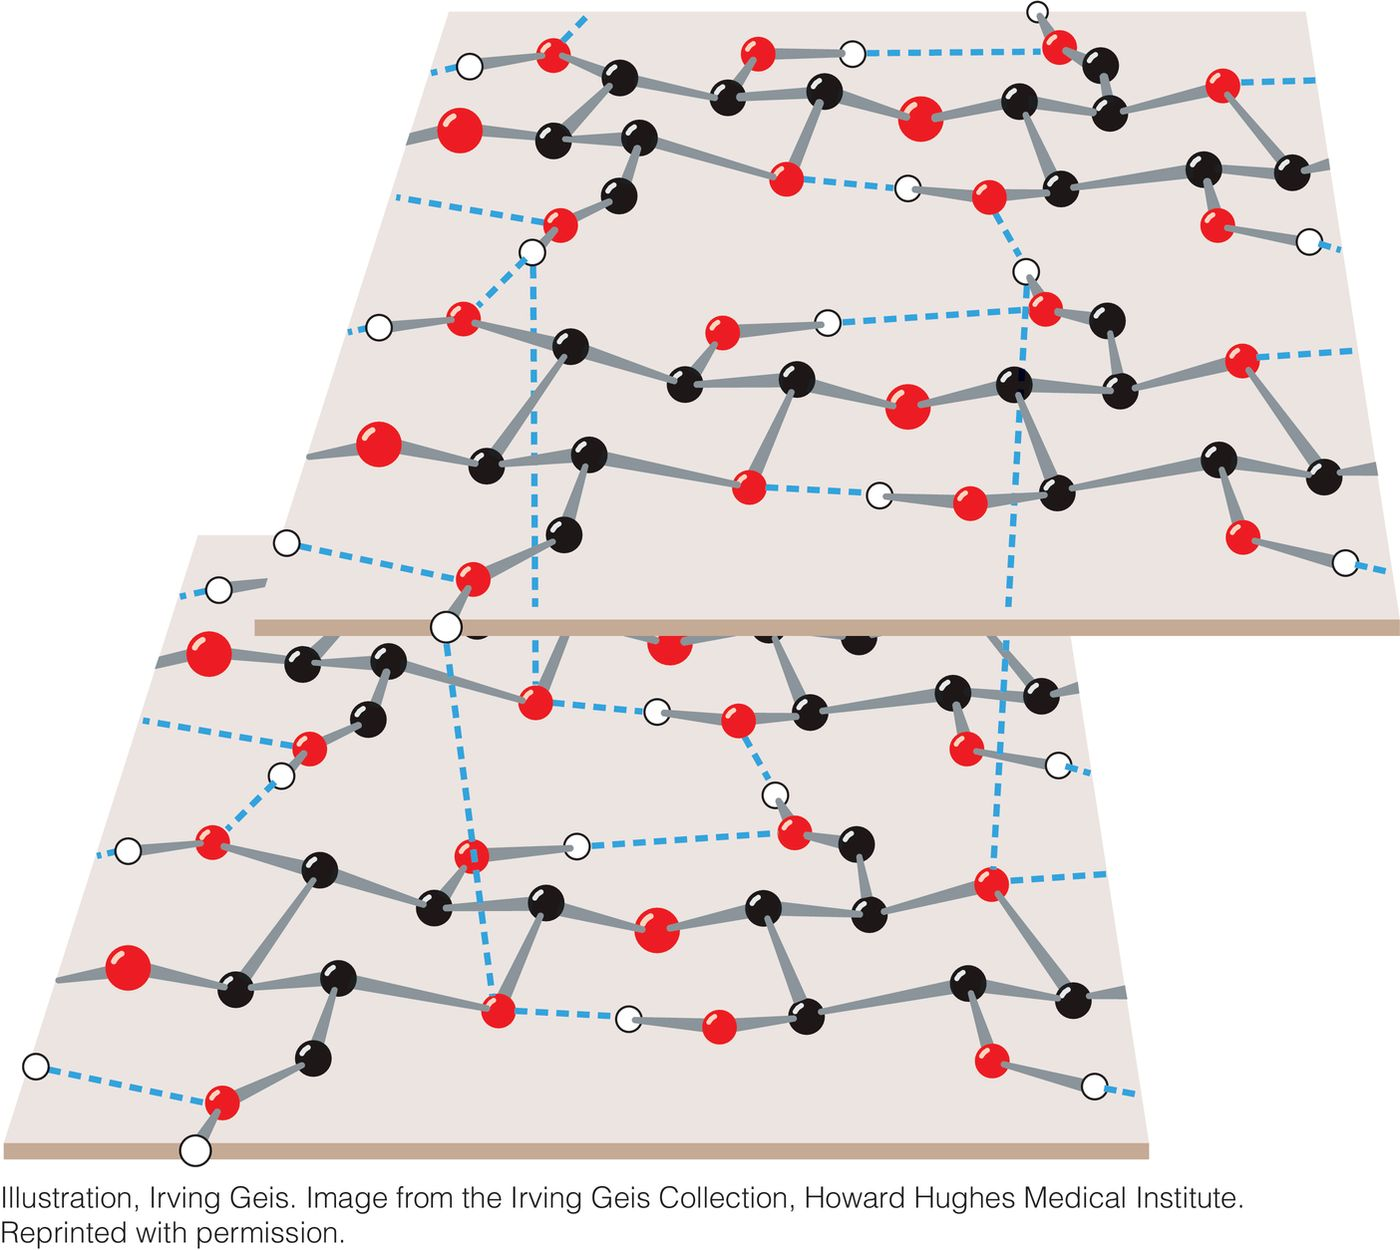 Illustration, Irving Geis. Image from the Irving Geis Collection, Howard Hughes Medical Institute.
Reprinted with permission.